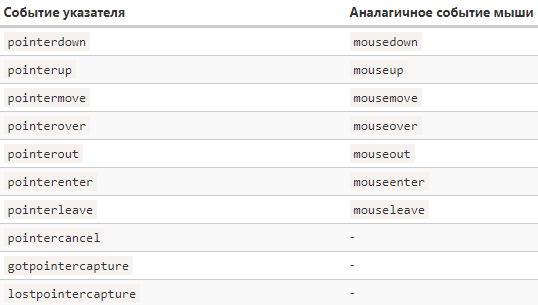 Событие указателя Аналагичное событие мыши
pointerdown mousedown
pointerup mouseup
pointermove mousemove
pointerover mouseover
pointerout mouseout
pointerenter mouseenter
pointerleave mouseleave
pointercancel -
gotpointercapture -
lostpointercapture -